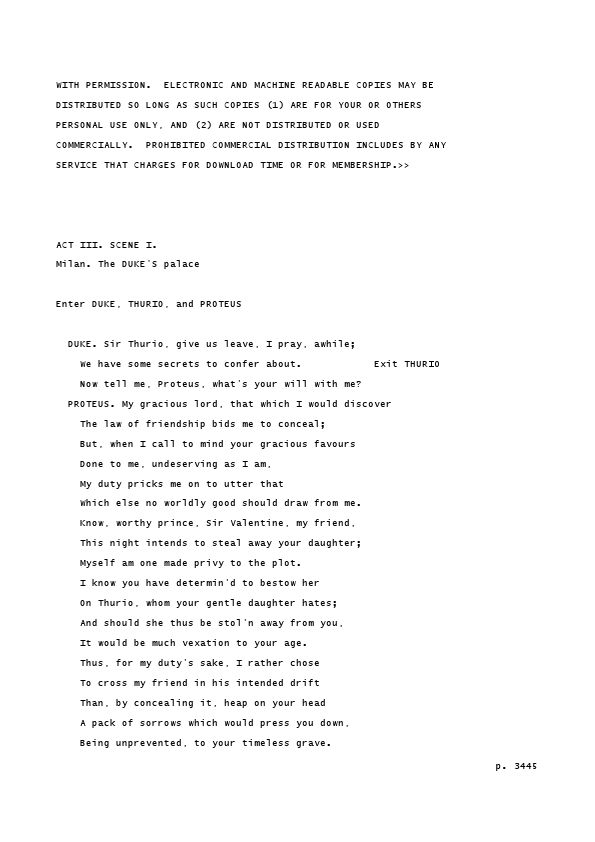 WITH PERMISSION.  ELECTRONIC AND MACHINE READABLE COPIES MAY BE
DISTRIBUTED SO LONG AS SUCH COPIES (1) ARE FOR YOUR OR OTHERS
PERSONAL USE ONLY, AND (2) ARE NOT DISTRIBUTED OR USED
COMMERCIALLY.  PROHIBITED COMMERCIAL DISTRIBUTION INCLUDES BY ANY
SERVICE THAT CHARGES FOR DOWNLOAD TIME OR FOR MEMBERSHIP.>>
ACT III. SCENE I.
Milan. The DUKE'S palace
Enter DUKE, THURIO, and PROTEUS
DUKE. Sir Thurio, give us leave, I pray, awhile;
We have some secrets to confer about.            Exit THURIO
Now tell me, Proteus, what's your will with me?
PROTEUS. My gracious lord, that which I would discover
The law of friendship bids me to conceal;
But, when I call to mind your gracious favours
Done to me, undeserving as I am,
My duty pricks me on to utter that
Which else no worldly good should draw from me.
Know, worthy prince, Sir Valentine, my friend,
This night intends to steal away your daughter;
Myself am one made privy to the plot.
I know you have determin'd to bestow her
On Thurio, whom your gentle daughter hates;
And should she thus be stol'n away from you,
It would be much vexation to your age.
Thus, for my duty's sake, I rather chose
To cross my friend in his intended drift
Than, by concealing it, heap on your head
A pack of sorrows which would press you down,
Being unprevented, to your timeless grave.
p. 3445